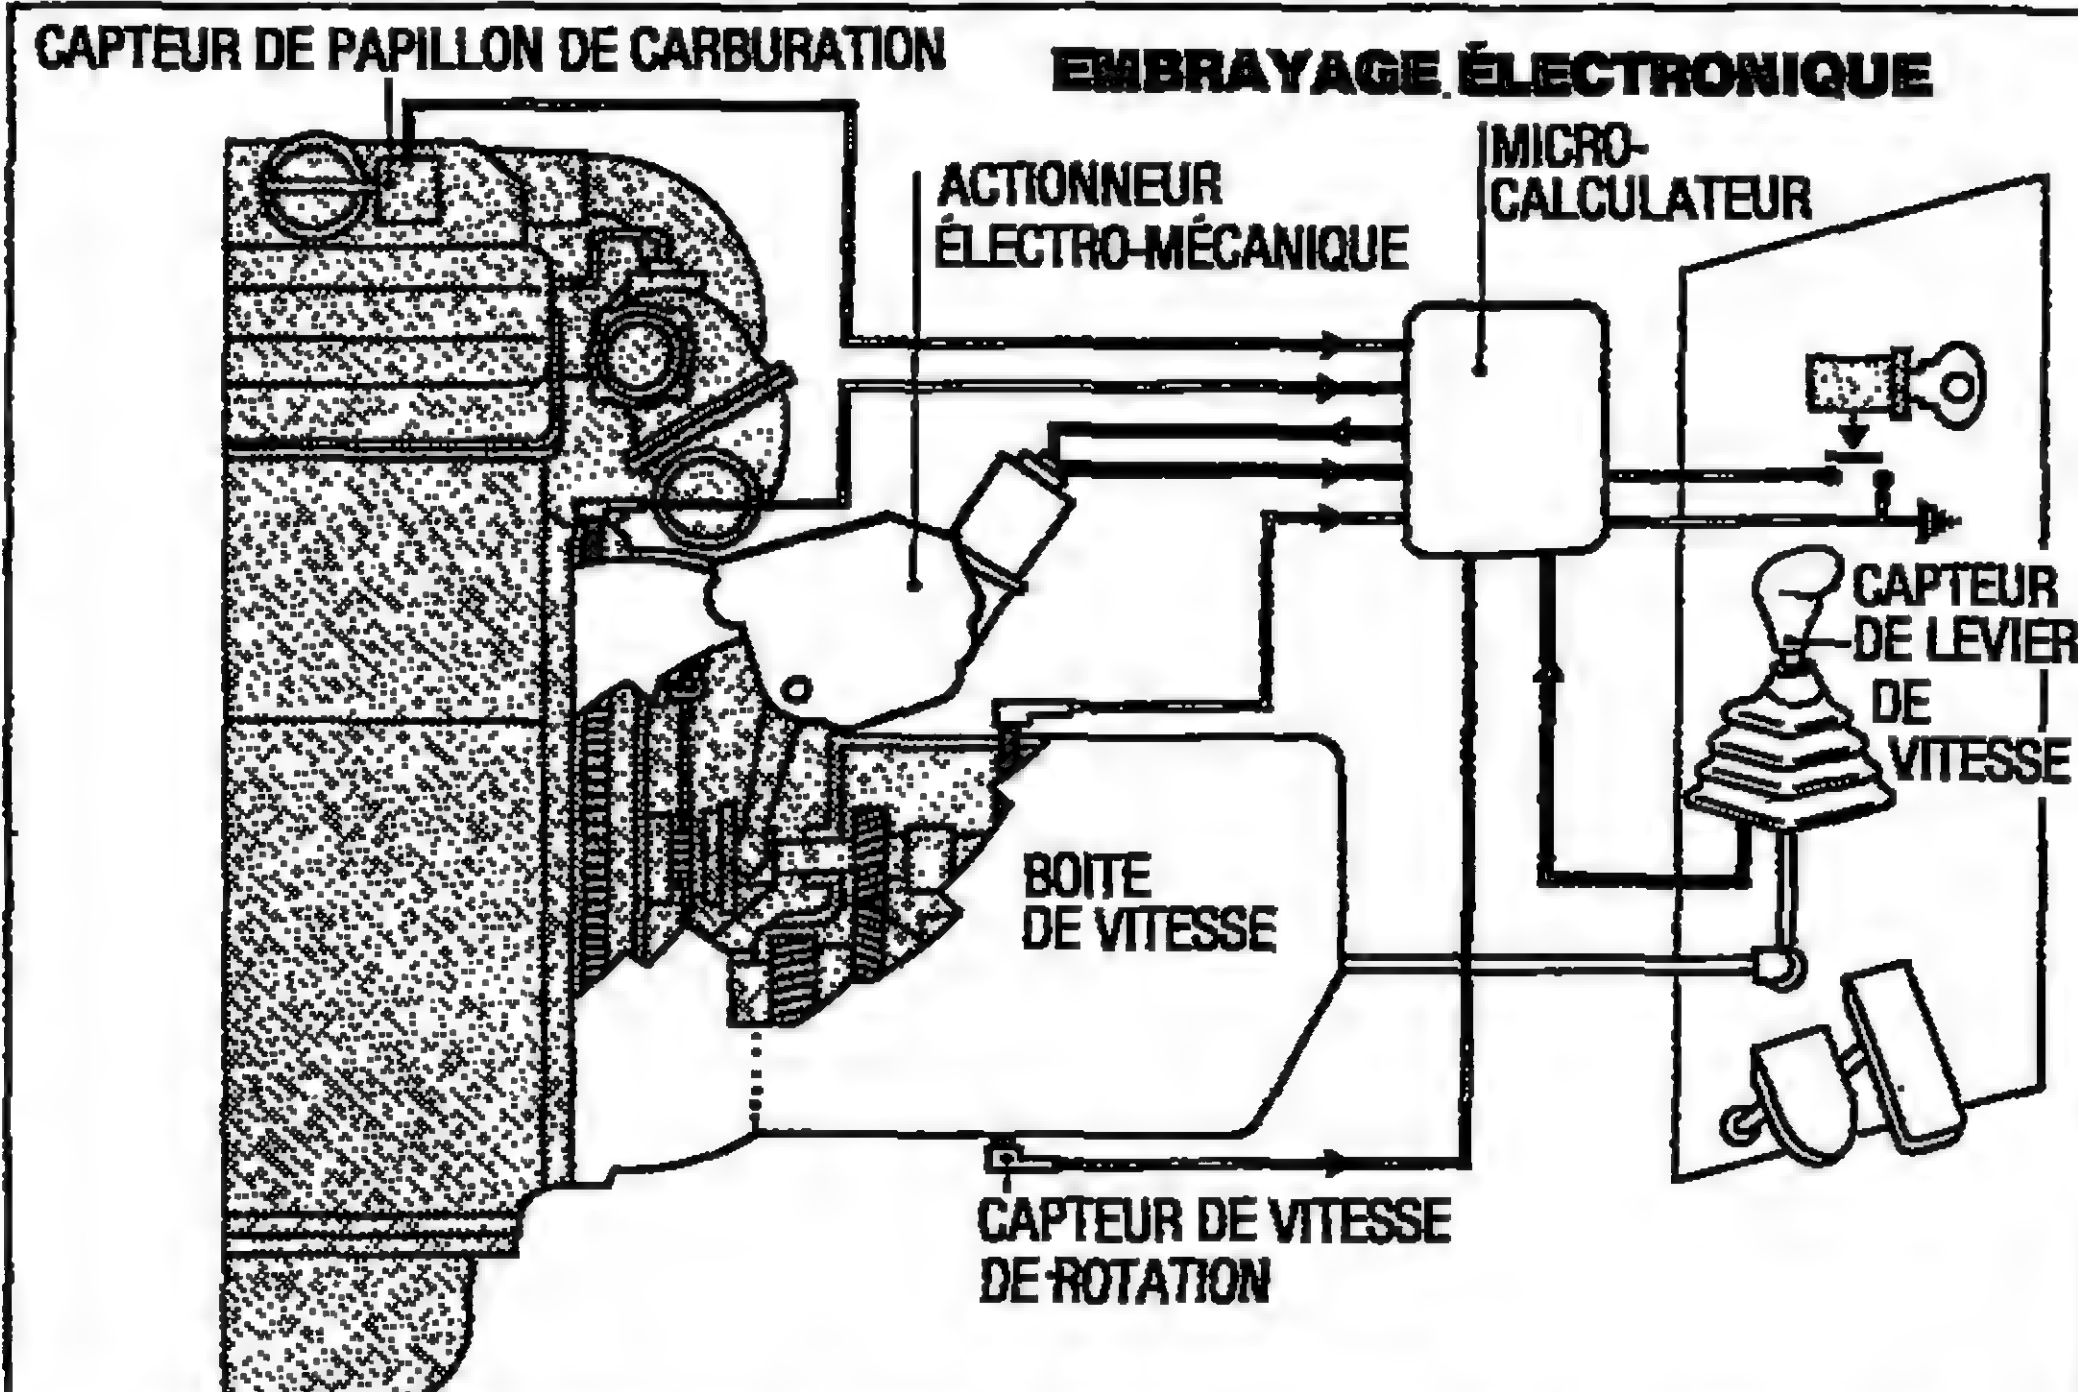 CAPTEUR DE PAPILLON DE CARBURATION
EMBRAYAGE ÉLECTRONIQUE
MICRO-
CALCULATEUR
ACTIONNEUR
ÉLECTRO-MÉCANIQUE
CAPTEUR
DE LEVIER
DE
VITESSE
BOITE
DE VITESSE
CAPTEUR DE VITESSE
DE ROTATION